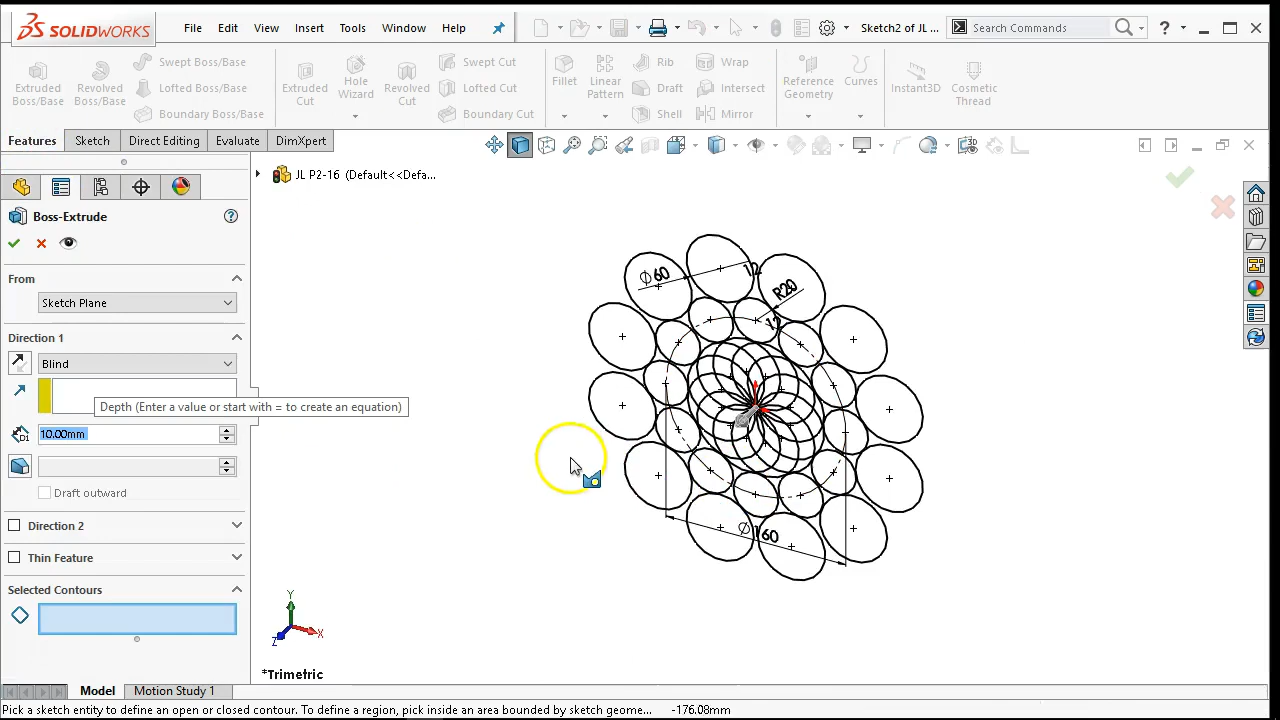 SOLIDWORKS File Edit View Insert Tools Window Help Sketch2 of JL ... Search Commands ?
Extruded Boss/Base
Revolved Boss/Base
Swept Boss/Base
Lofted Boss/Base
Boundary Boss/Base
Extruded Cut
Hole Wizard
Revolved Cut
Swept Cut
Lofted Cut
Boundary Cut
Fillet
Linear Pattern
Rib
Draft
Shell
Wrap
Intersect
Mirror
Reference Geometry
Curves
Instant3D
Cosmetic Thread
Features Sketch Direct Editing Evaluate DimXpert
JL P2-16 (Default<<Defa...
Boss-Extrude ?
From
Sketch Plane
Direction 1
Blind
Depth (Enter a value or start with = to create an equation)
D1
10.00mm
Draft outward
Direction 2
Thin Feature
Selected Contours
Ø60
12
R20
12
Ø160
Y
X
Z
*Trimetric
Model Motion Study 1
Pick a sketch entity to define an open or closed contour. To define a region, pick inside an area bounded by sketch geome... -176.08mm